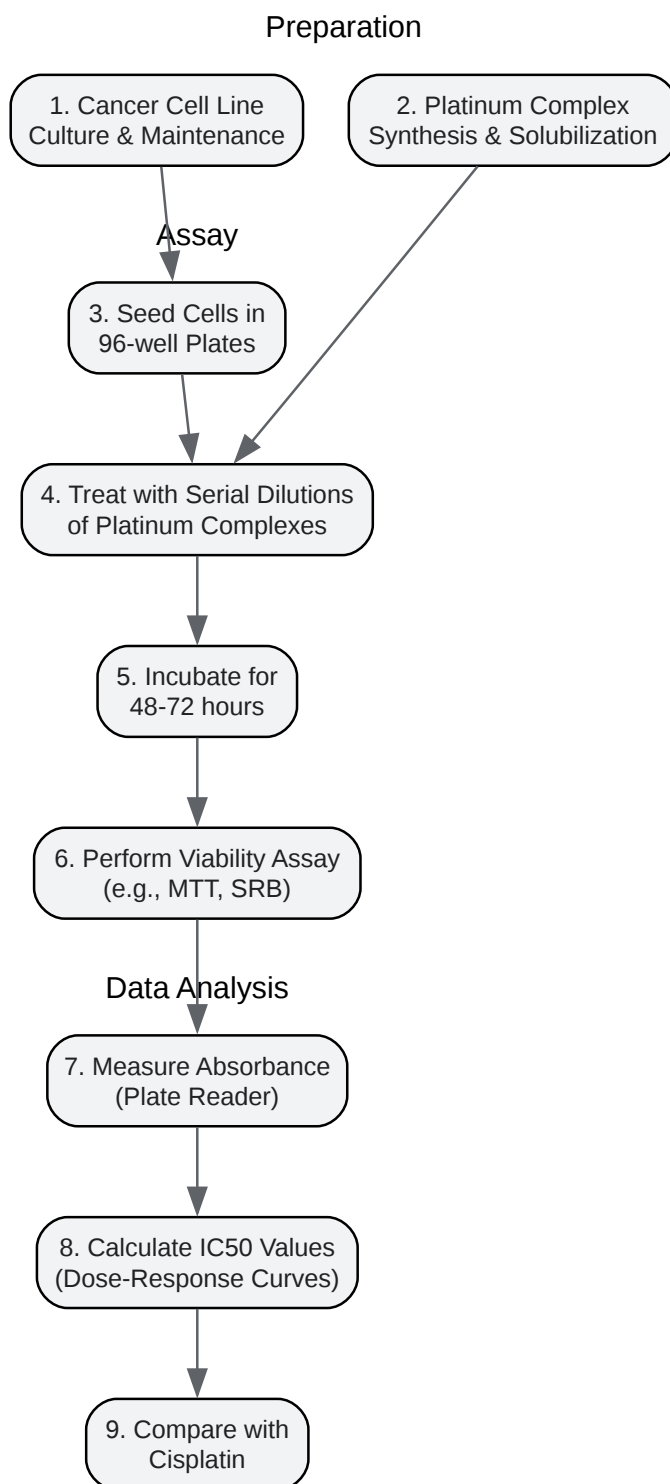 Preparation
1. Cancer Cell Line
Culture & Maintenance
2. Platinum Complex
Synthesis & Solubilization
Assay
3. Seed Cells in
96-well Plates
4. Treat with Serial Dilutions
of Platinum Complexes
5. Incubate for
48-72 hours
6. Perform Viability Assay
(e.g., MTT, SRB)
Data Analysis
7. Measure Absorbance
(Plate Reader)
8. Calculate IC50 Values
(Dose-Response Curves)
9. Compare with
Cisplatin